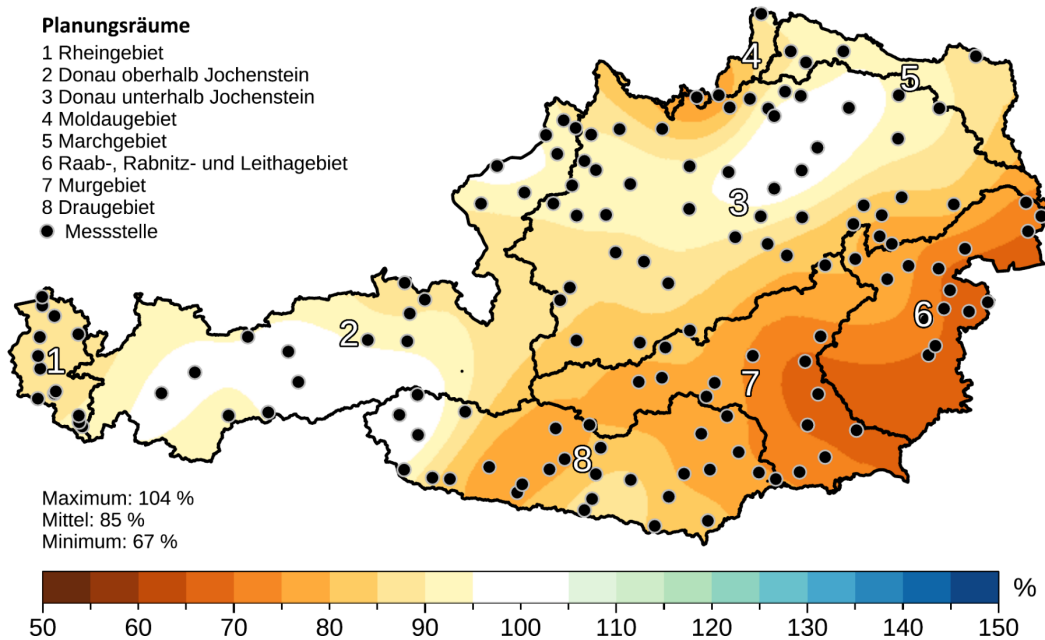 Planungsräume
1 Rheingebiet
2 Donau oberhalb Jochenstein
3 Donau unterhalb Jochenstein
4 Moldaugebiet
5 Marchgebiet
6 Raab-, Rabnitz- und Leithagebiet
7 Murgebiet
8 Draugebiet
Messstelle
4
5
3
6
2
1
7
8
Maximum: 104 %
Mittel: 85 %
Minimum: 67 %
%
50 60 70 80 90 100 110 120 130 140 150